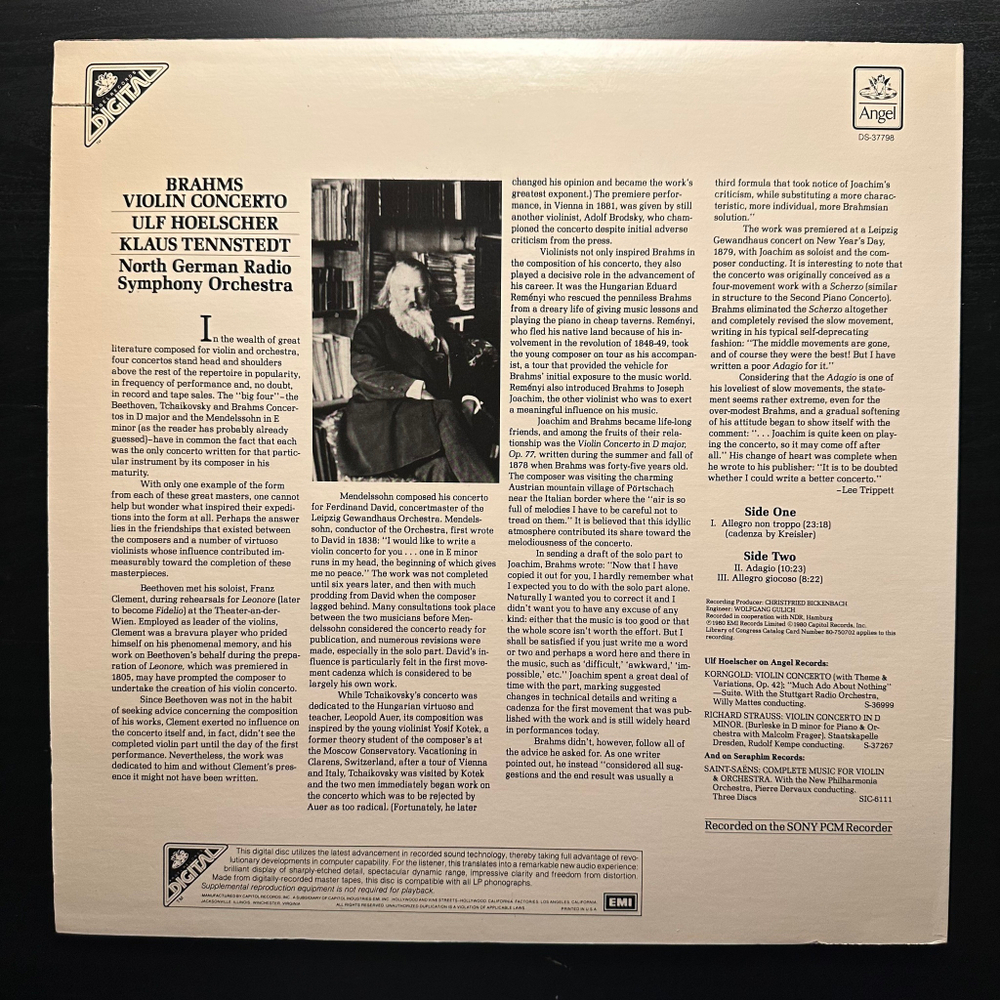 ANGEL RECORDS
DIGITAL
Angel
DS-37798
BRAHMS
VIOLIN CONCERTO
ULF HOELSCHER
KLAUS TENNSTEDT
North German Radio
Symphony Orchestra
In the wealth of great
literature composed for violin and orchestra,
four concertos stand head and shoulders
above the rest of the repertoire in popularity,
in frequency of performance and, no doubt,
in record and tape sales. The "big four"–the
Beethoven, Tchaikovsky and Brahms Concer-
tos in D major and the Mendelssohn in E
minor (as the reader has probably already
guessed)–have in common the fact that each
was the only concerto written for that partic-
ular instrument by its composer in his
maturity.
With only one example of the form
from each of these great masters, one cannot
help but wonder what inspired their expedi-
tions into the form at all. Perhaps the answer
lies in the friendships that existed between
the composers and a number of virtuoso
violinists whose influence contributed im-
measurably toward the completion of these
masterpieces.
Beethoven met his soloist, Franz
Clement, during rehearsals for Leonore (later
to become Fidelio) at the Theater-an-der-
Wien. Employed as leader of the violins,
Clement was a bravura player who prided
himself on his phenomenal memory, and his
work on Beethoven's behalf during the prepa-
ration of Leonore, which was premiered in
1805, may have prompted the composer to
undertake the creation of his violin concerto.
Since Beethoven was not in the habit
of seeking advice concerning the composition
of his works, Clement exerted no influence on
the concerto itself and, in fact, didn't see the
completed violin part until the day of the first
performance. Nevertheless, the work was
dedicated to him and without Clement's pres-
ence it might not have been written.
Mendelssohn composed his concerto
for Ferdinand David, concertmaster of the
Leipzig Gewandhaus Orchestra. Mendels-
sohn, conductor of the Orchestra, first wrote
to David in 1838: "I would like to write a
violin concerto for you . . . one in E minor
runs in my head, the beginning of which gives
me no peace." The work was not completed
until six years later, and then with much
prodding from David when the composer
lagged behind. Many consultations took place
between the two musicians before Men-
delssohn considered the concerto ready for
publication, and numerous revisions were
made, especially in the solo part. David's in-
fluence is particularly felt in the first move-
ment cadenza which is considered to be
largely his own work.
While Tchaikovsky's concerto was
dedicated to the Hungarian virtuoso and
teacher, Leopold Auer, its composition was
inspired by the young violinist Yosif Kotek, a
former theory student of the composer's at
the Moscow Conservatory. Vacationing in
Clarens, Switzerland, after a tour of Vienna
and Italy, Tchaikovsky was visited by Kotek
and the two men immediately began work on
the concerto which was to be rejected by
Auer as too radical. (Fortunately, he later
changed his opinion and became the work's
greatest exponent.) The premiere perfor-
mance, in Vienna in 1881, was given by still
another violinist, Adolf Brodsky, who cham-
pioned the concerto despite initial adverse
criticism from the press.
Violinists not only inspired Brahms in
the composition of his concerto, they also
played a decisive role in the advancement of
his career. It was the Hungarian Eduard
Reményi who rescued the penniless Brahms
from a dreary life of giving music lessons and
playing the piano in cheap taverns. Reményi,
who fled his native land because of his in-
volvement in the revolution of 1848-49, took
the young composer on tour as his accompan-
ist, a tour that provided the vehicle for
Brahms' initial exposure to the music world.
Reményi also introduced Brahms to Joseph
Joachim, the other violinist who was to exert
a meaningful influence on his music.
Joachim and Brahms became life-long
friends, and among the fruits of their rela-
tionship was the Violin Concerto in D major,
Op. 77, written during the summer and fall of
1878 when Brahms was forty-five years old.
The composer was visiting the charming
Austrian mountain village of Pörtschach
near the Italian border where the "air is so
full of melodies I have to be careful not to
tread on them." It is believed that this idyllic
atmosphere contributed its share toward the
melodiousness of the concerto.
In sending a draft of the solo part to
Joachim, Brahms wrote: "Now that I have
copied it out for you, I hardly remember what
I expected you to do with the solo part alone.
Naturally I wanted you to correct it and I
didn't want you to have any excuse of any
kind: either that the music is too good or that
the whole score isn't worth the effort. But I
shall be satisfied if you just write me a word
or two and perhaps a word here and there in
the music, such as 'difficult,' 'awkward,' 'im-
possible,' etc." Joachim spent a great deal of
time with the part, marking suggested
changes in technical details and writing a
cadenza for the first movement that was pub-
lished with the work and is still widely heard
in performances today.
Brahms didn't, however, follow all of
the advice he asked for. As one writer
pointed out, he instead "considered all sug-
gestions and the end result was usually a
third formula that took notice of Joachim's
criticism, while substituting a more charac-
teristic, more individual, more Brahmsian
solution."
The work was premiered at a Leipzig
Gewandhaus concert on New Year's Day,
1879, with Joachim as soloist and the com-
poser conducting. It is interesting to note that
the concerto was originally conceived as a
four-movement work with a Scherzo (similar
in structure to the Second Piano Concerto).
Brahms eliminated the Scherzo altogether
and completely revised the slow movement,
writing in his typical self-deprecating
fashion: "The middle movements are gone,
and of course they were the best! But I have
written a poor Adagio for it."
Considering that the Adagio is one of
his loveliest of slow movements, the state-
ment seems rather extreme, even for the
over-modest Brahms, and a gradual softening
of his attitude began to show itself with the
comment: ". . . Joachim is quite keen on play-
ing the concerto, so it may come off after
all." His change of heart was complete when
he wrote to his publisher: "It is to be doubted
whether I could write a better concerto."
–Lee Trippett
Side One
I. Allegro non troppo (23:18)
(cadenza by Kreisler)
Side Two
II. Adagio (10:23)
III. Allegro giocoso (8:22)
Recording Producer: CHRISTFRIED BICKENBACH
Engineer: WOLFGANG GULICH
Recorded in cooperation with NDR, Hamburg
℗1980 EMI Records Limited ©1980 Capitol Records, Inc.
Library of Congress Catalog Card Number 80-750702 applies to this
recording.
Ulf Hoelscher on Angel Records:
KORNGOLD: VIOLIN CONCERTO (with Theme &
Variations, Op. 42); "Much Ado About Nothing"
—Suite. With the Stuttgart Radio Orchestra,
Willy Mattes conducting. S-36999
RICHARD STRAUSS: VIOLIN CONCERTO IN D
MINOR. (Burleske in D minor for Piano & Or-
chestra with Malcolm Frager). Staatskapelle
Dresden, Rudolf Kempe conducting. S-37267
And on Seraphim Records:
SAINT-SAËNS: COMPLETE MUSIC FOR VIOLIN
& ORCHESTRA. With the New Philharmonia
Orchestra, Pierre Dervaux conducting.
Three Discs SIC-6111
Recorded on the SONY PCM Recorder
DIGITAL
This digital disc utilizes the latest advancement in recorded sound technology, thereby taking full advantage of revo-
lutionary developments in computer capability. For the listener, this translates into a remarkable new audio experience:
brilliant display of sharply-etched detail, spectacular dynamic range, impressive clarity and freedom from distortion.
Made from digitally-recorded master tapes, this disc is compatible with all LP phonographs.
Supplemental reproduction equipment is not required for playback.
MANUFACTURED BY CAPITOL RECORDS, INC., A SUBSIDIARY OF CAPITOL INDUSTRIES-EMI, INC., HOLLYWOOD AND VINE STREETS, HOLLYWOOD, CALIFORNIA. FACTORIES: LOS ANGELES, CALIFORNIA,
JACKSONVILLE, ILLINOIS, WINCHESTER, VIRGINIA. ALL RIGHTS RESERVED. UNAUTHORIZED DUPLICATION IS A VIOLATION OF APPLICABLE LAWS. PRINTED IN U.S.A.
EMI